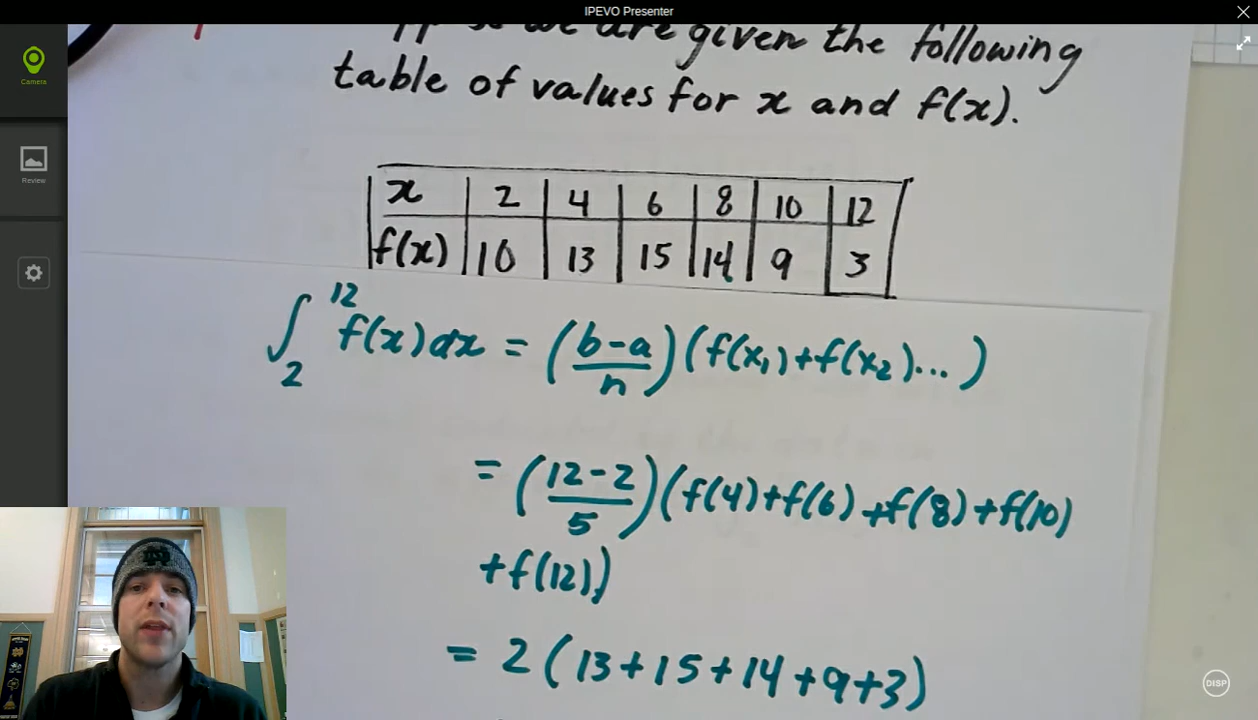 IPEVO Presenter
Camera
Review
we are given the following
table of values for x and f(x).
x 2 4 6 8 10 12
f(x) 10 13 15 14 9 3
∫₂¹² f(x)dx = ((b-a)/n)(f(x₁)+f(x₂)...)
= ((12-2)/5)(f(4)+f(6)+f(8)+f(10)
+f(12))
= 2(13+15+14+9+3)
DISP